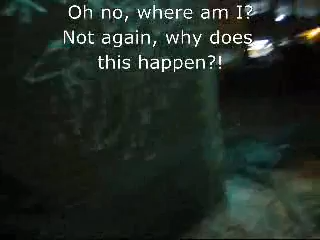 Oh no, where am I?
Not again, why does
this happen?!